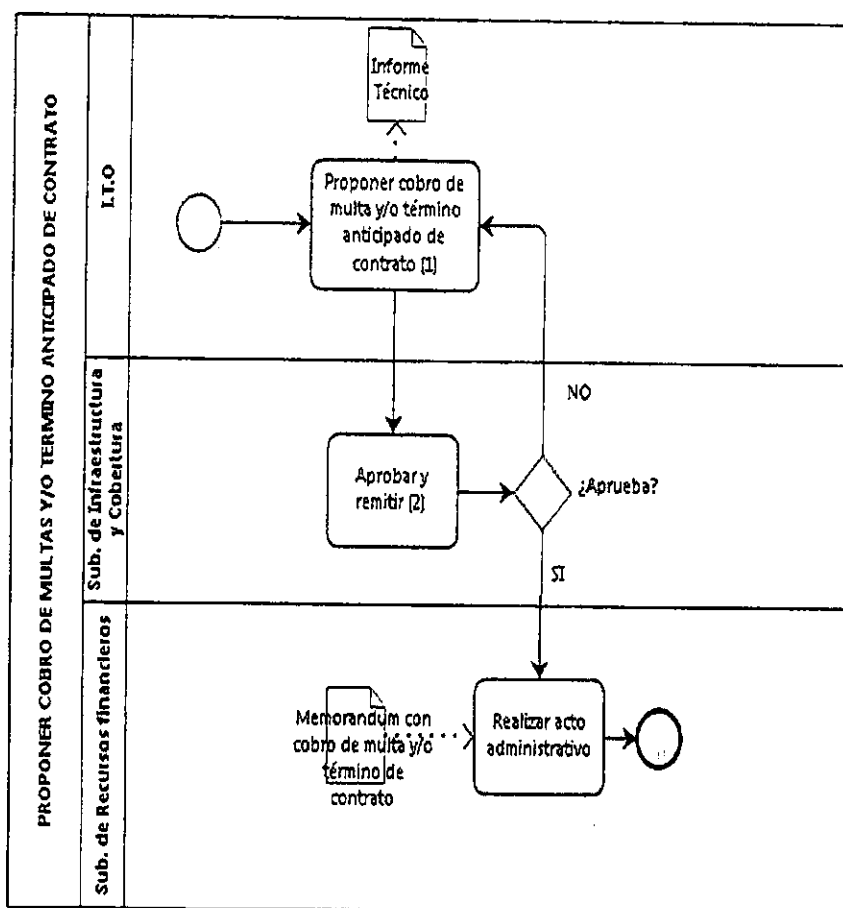 PROPONER COBRO DE MULTAS Y/O TERMINO ANTICIPADO DE CONTRATO
I.T.O
Informe
Técnico
Proponer cobro de
multa y/o término
anticipado de
contrato [1]
Sub. de Infraestructura
y Cobertura
NO
Aprobar y
remitir [2]
¿Aprueba?
SI
Sub. de Recursos financieros
Memorandum con
cobro de multa y/o
término de
contrato
Realizar acto
administrativo